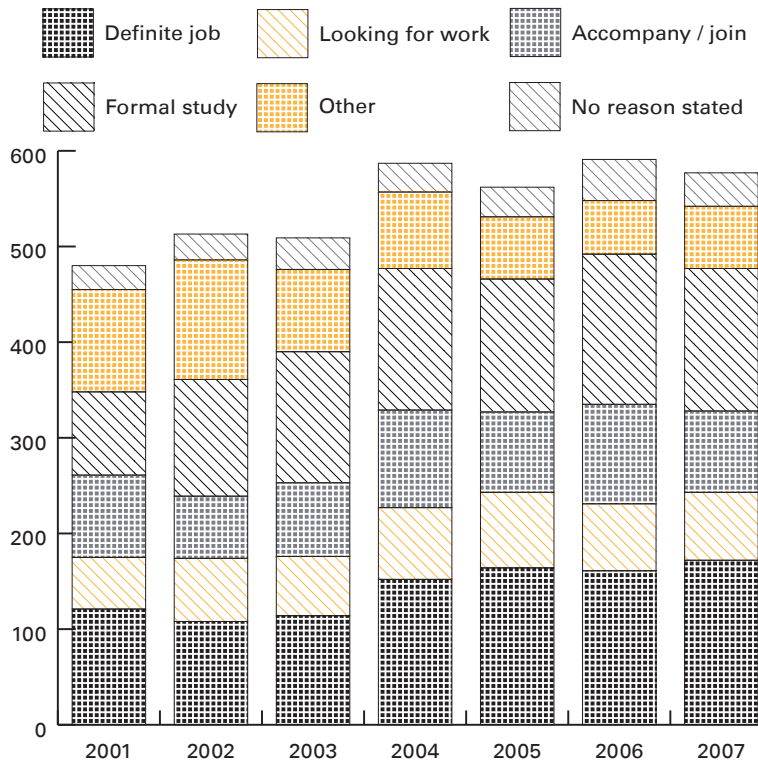 Definite job
Looking for work
Accompany / join
Formal study
Other
No reason stated
600
500
400
300
200
100
0
2001 2002 2003 2004 2005 2006 2007